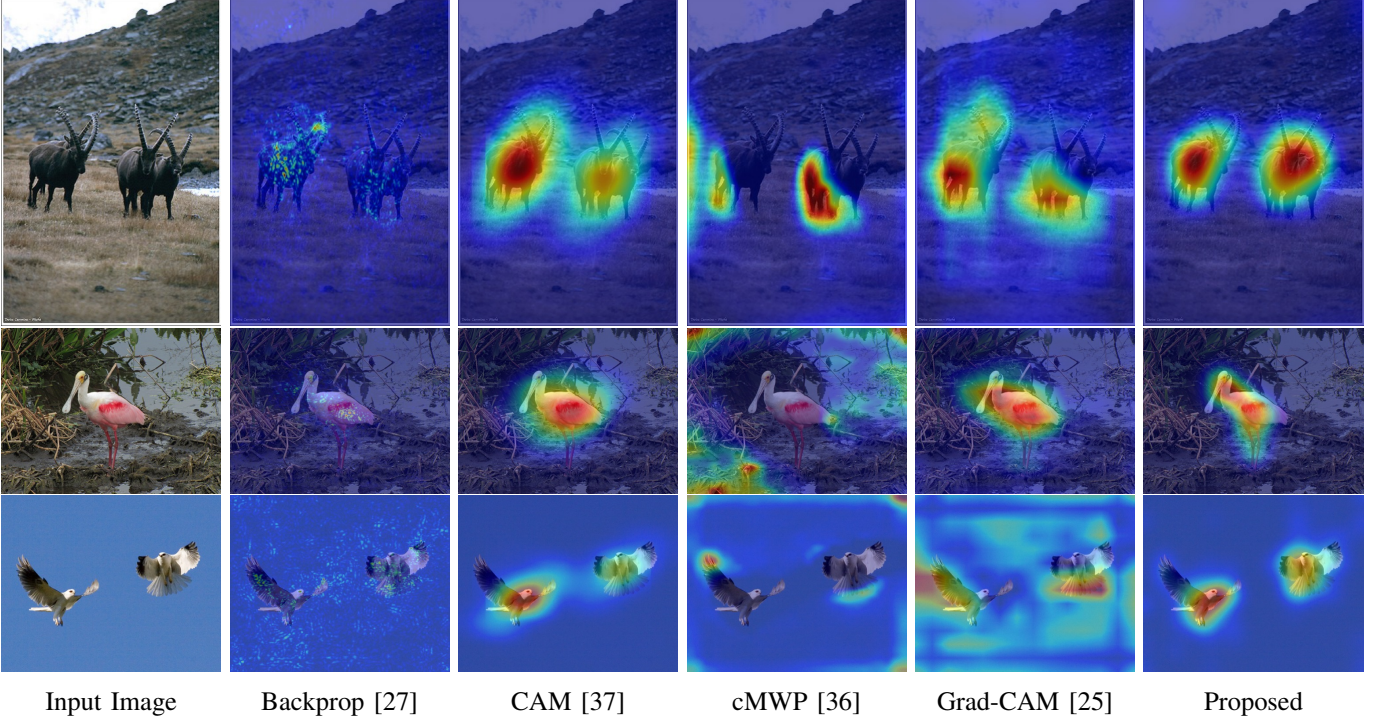 Input Image
Backprop [27]
CAM [37]
cMWP [36]
Grad-CAM [25]
Proposed